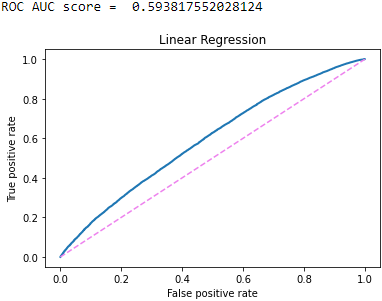 ROC AUC score =  0.593817552028124
Linear Regression
True positive rate
1.0
0.8
0.6
0.4
0.2
0.0
0.0 0.2 0.4 0.6 0.8 1.0
False positive rate